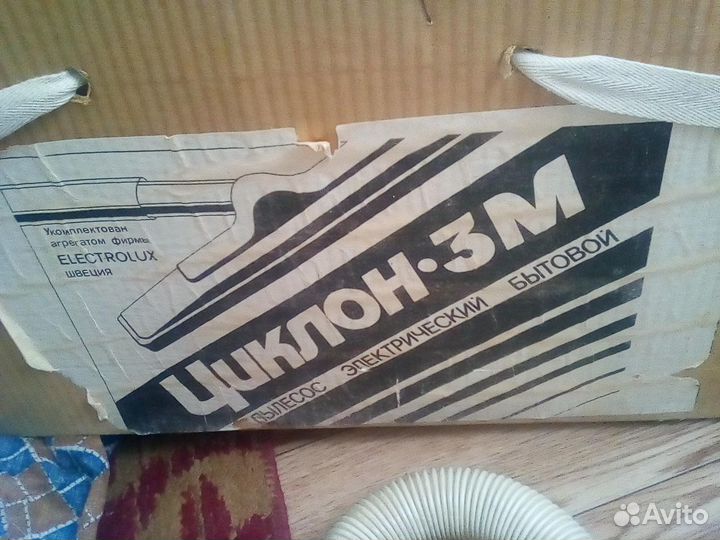 Укомплектован
агрегатом фирмы
ELECTROLUX
ШВЕЦИЯ
ЦИКЛОН·3М
ПЫЛЕСОС ЭЛЕКТРИЧЕСКИЙ БЫТОВОЙ
Avito